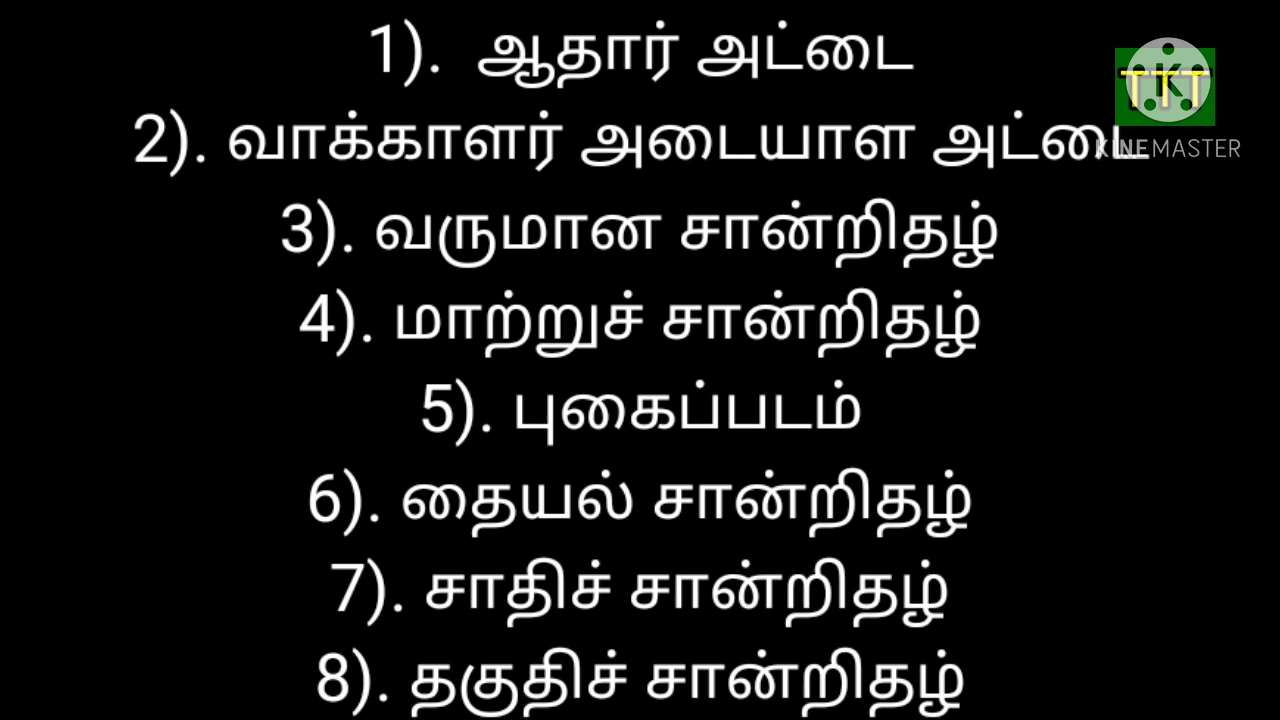 1). ஆதார் அட்டை
2). வாக்காளர் அடையாள அட்டை
3). வருமான சான்றிதழ்
4). மாற்றுச் சான்றிதழ்
5). புகைப்படம்
6). தையல் சான்றிதழ்
7). சாதிச் சான்றிதழ்
8). தகுதிச் சான்றிதழ்
TTT
K
KINEMASTER